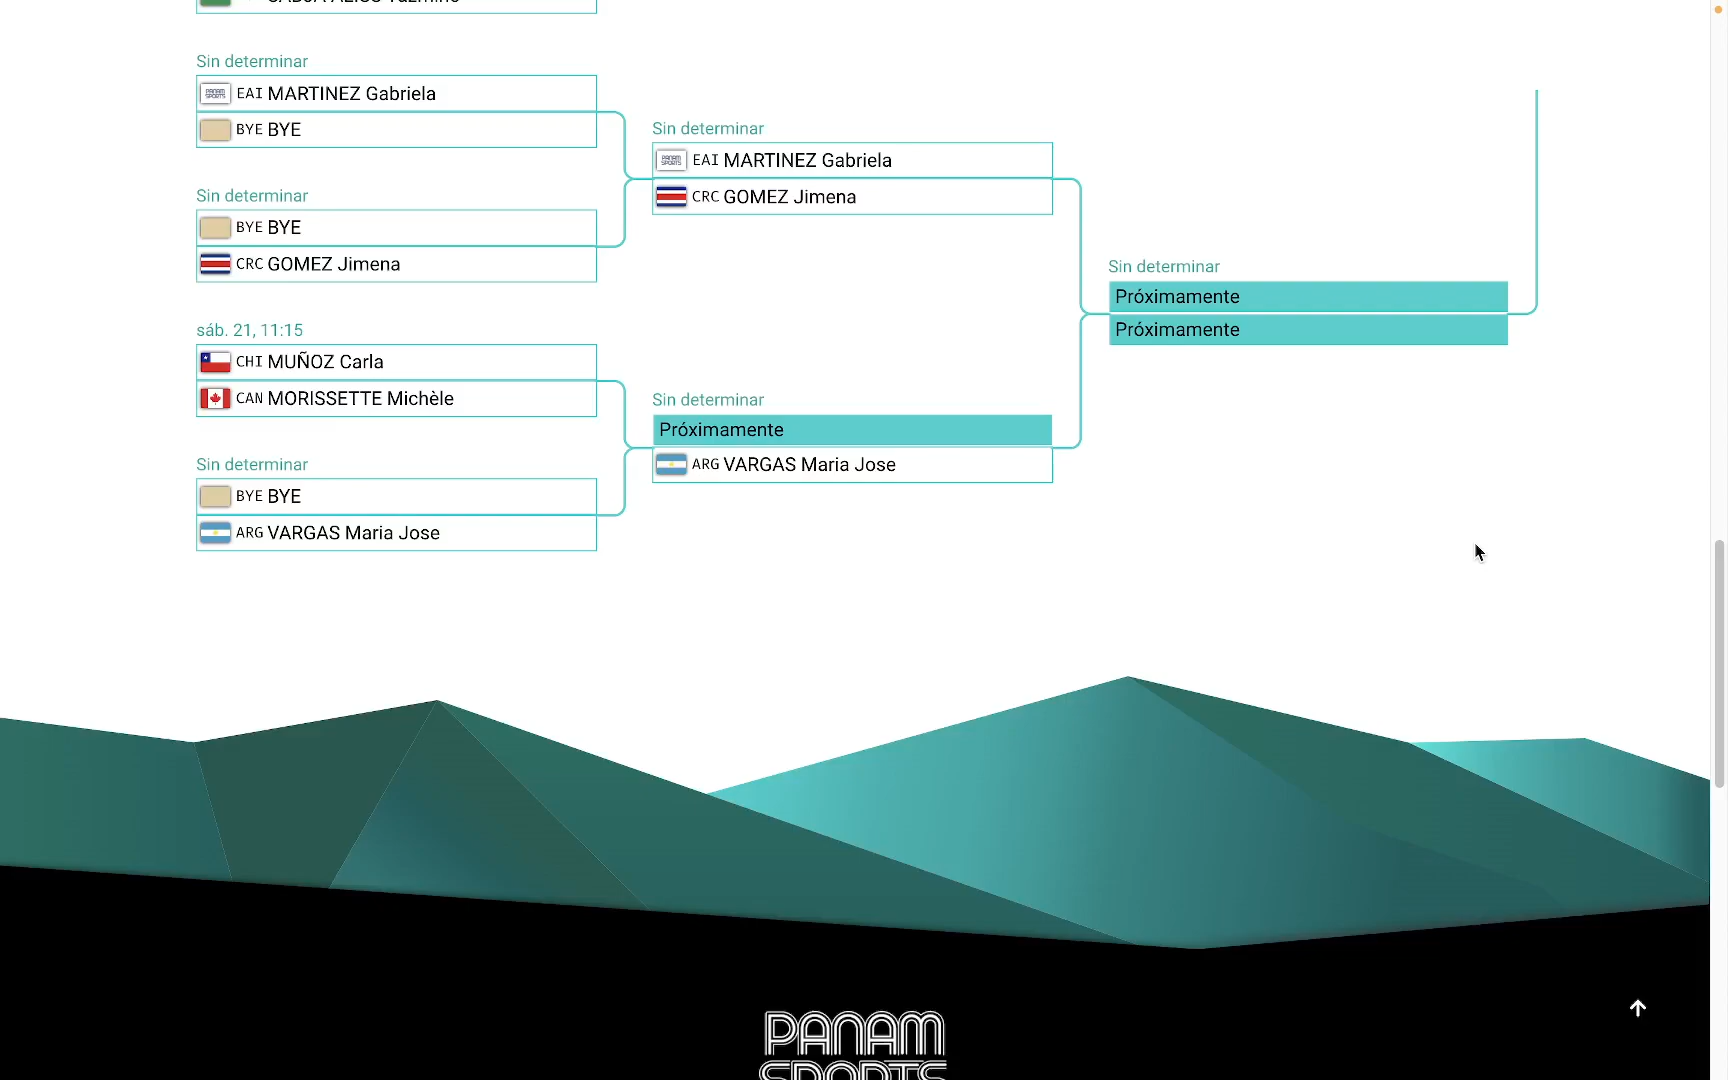 Sin determinar
EAI MARTINEZ Gabriela
BYE BYE
Sin determinar
BYE BYE
CRC GOMEZ Jimena
sáb. 21, 11:15
CHI MUÑOZ Carla
CAN MORISSETTE Michèle
Sin determinar
BYE BYE
ARG VARGAS Maria Jose
Sin determinar
EAI MARTINEZ Gabriela
CRC GOMEZ Jimena
Sin determinar
Próximamente
ARG VARGAS Maria Jose
Sin determinar
Próximamente
Próximamente
PANAM
SPORTS